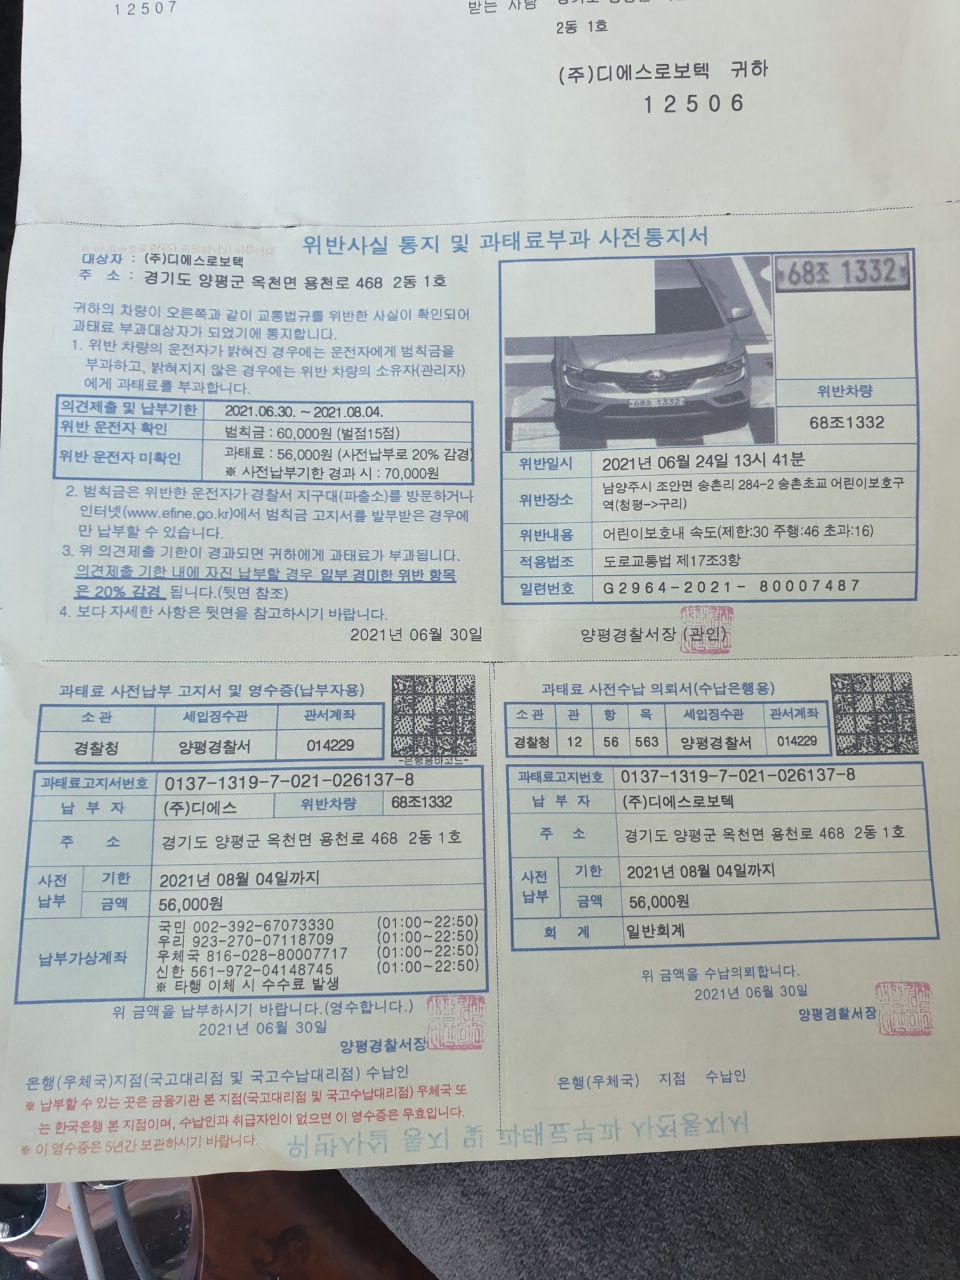 12507
받는 사람
2동 1호
(주)디에스로보텍 귀하
12506
위반사실 통지 및 과태료부과 사전통지서
대상자 : (주)디에스로보텍
주 소 : 경기도 양평군 옥천면 용천로 468 2동 1호
귀하의 차량이 오른쪽과 같이 교통법규를 위반한 사실이 확인되어
과태료 부과대상자가 되었기에 통지합니다.
1. 위반 차량의 운전자가 밝혀진 경우에는 운전자에게 범칙금을
부과하고, 밝혀지지 않은 경우에는 위반 차량의 소유자(관리자)
에게 과태료를 부과합니다.
의견제출 및 납부기한 2021.06.30. ~ 2021.08.04.
위반 운전자 확인 범칙금 : 60,000원 (벌점15점)
위반 운전자 미확인 과태료 : 56,000원 (사전납부로 20% 감경)
※ 사전납부기한 경과 시 : 70,000원
2. 범칙금은 위반한 운전자가 경찰서 지구대(파출소)를 방문하거나
인터넷(www.efine.go.kr)에서 범칙금 고지서를 발부받은 경우에
만 납부할 수 있습니다.
3. 위 의견제출 기한이 경과되면 귀하에게 과태료가 부과됩니다.
의견제출 기한 내에 자진 납부할 경우 일부 경미한 위반 항목
은 20% 감경 됩니다.(뒷면 참조)
4. 보다 자세한 사항은 뒷면을 참고하시기 바랍니다.
2021년 06월 30일
68조 1332
68조 1332
위반차량
68조1332
위반일시 2021년 06월 24일 13시 41분
위반장소 남양주시 조안면 송촌리 284-2 송촌초교 어린이보호구
역(청평->구리)
위반내용 어린이보호내 속도(제한:30 주행:46 초과:16)
적용법조 도로교통법 제17조3항
일련번호 G2964-2021- 80007487
양평경찰서장 (관인)
과태료 사전납부 고지서 및 영수증(납부자용)
소 관 세입징수관 관서계좌
경찰청 양평경찰서 014229
-은행용바코드-
과태료고지서번호 0137-1319-7-021-026137-8
납 부 자 (주)디에스 위반차량 68조1332
주 소 경기도 양평군 옥천면 용천로 468 2동 1호
사전 납부 기한 2021년 08월 04일까지
금액 56,000원
납부가상계좌 국민 002-392-67073330 (01:00~22:50)
우리 923-270-07118709 (01:00~22:50)
우체국 816-028-80007717 (01:00~22:50)
신한 561-972-04148745 (01:00~22:50)
※ 타행 이체 시 수수료 발생
위 금액을 납부하시기 바랍니다.(영수합니다.)
2021년 06월 30일
양평경찰서장
은행(우체국)지점(국고대리점 및 국고수납대리점) 수납인
※ 납부할 수 있는 곳은 금융기관 본 지점(국고대리점 및 국고수납대리점) 우체국 또
는 한국은행 본 지점이며, 수납인과 취급자인이 없으면 이 영수증은 무효입니다.
※ 이 영수증은 5년간 보관하시기 바랍니다.
과태료 사전수납 의뢰서(수납은행용)
소 관 관 항 목 세입징수관 관서계좌
경찰청 12 56 563 양평경찰서 014229
과태료고지번호 0137-1319-7-021-026137-8
납 부 자 (주)디에스로보텍
주 소 경기도 양평군 옥천면 용천로 468 2동 1호
사전 납부 기한 2021년 08월 04일까지
금액 56,000원
회 계 일반회계
위 금액을 수납의뢰합니다.
2021년 06월 30일
양평경찰서장
은행(우체국) 지점 수납인
위반사실 통지 및 과태료부과 사전통지서